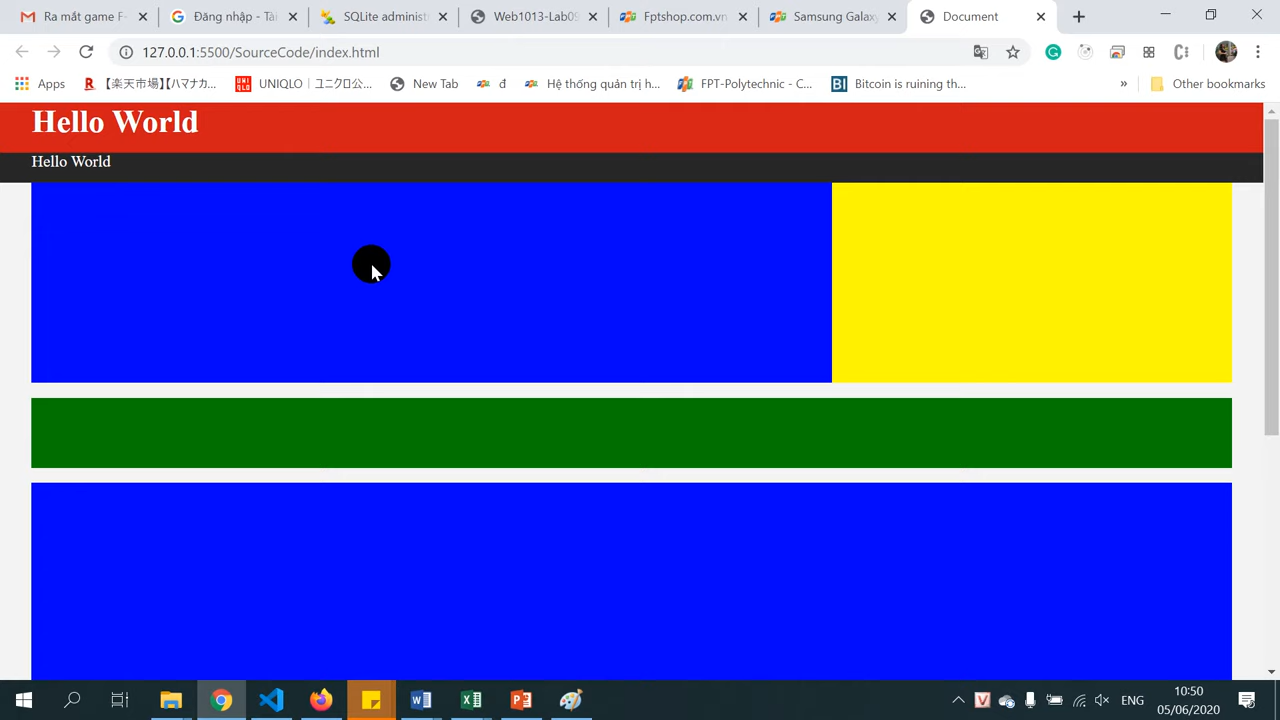 Ra mắt game F
Đăng nhập - Tài
SQLite administ
Web1013-Lab09
Fptshop.com.vn
Samsung Galax
Document
127.0.0.1:5500/SourceCode/index.html
Apps
【楽天市場】【ハマナカ...
UNIQLO | ユニクロ公...
New Tab
đ
Hệ thống quản trị h...
FPT-Polytechnic - C...
Bitcoin is ruining th...
»
Other bookmarks
Hello World
Hello World
ENG
10:50
05/06/2020